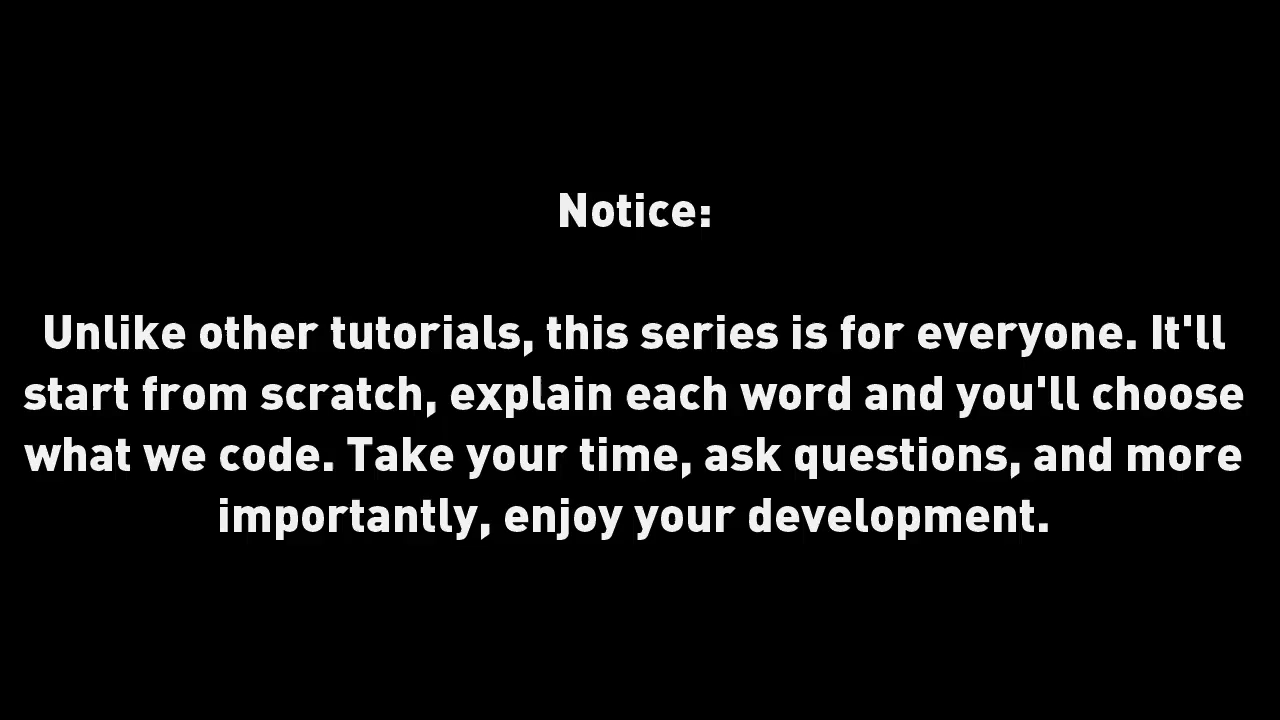 Notice:
Unlike other tutorials, this series is for everyone. It'll
start from scratch, explain each word and you'll choose
what we code. Take your time, ask questions, and more
importantly, enjoy your development.